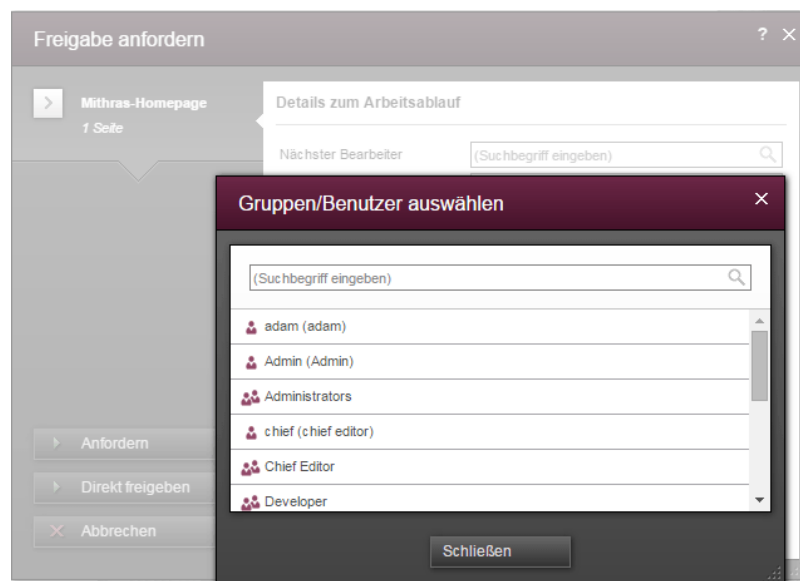 Freigabe anfordern
?
Mithras-Homepage
1 Seite
Details zum Arbeitsablauf
Nächster Bearbeiter
(Suchbegriff eingeben)
Gruppen/Benutzer auswählen
(Suchbegriff eingeben)
adam (adam)
Admin (Admin)
Administrators
chief (chief editor)
Chief Editor
Developer
Schließen
Anfordern
Direkt freigeben
Abbrechen